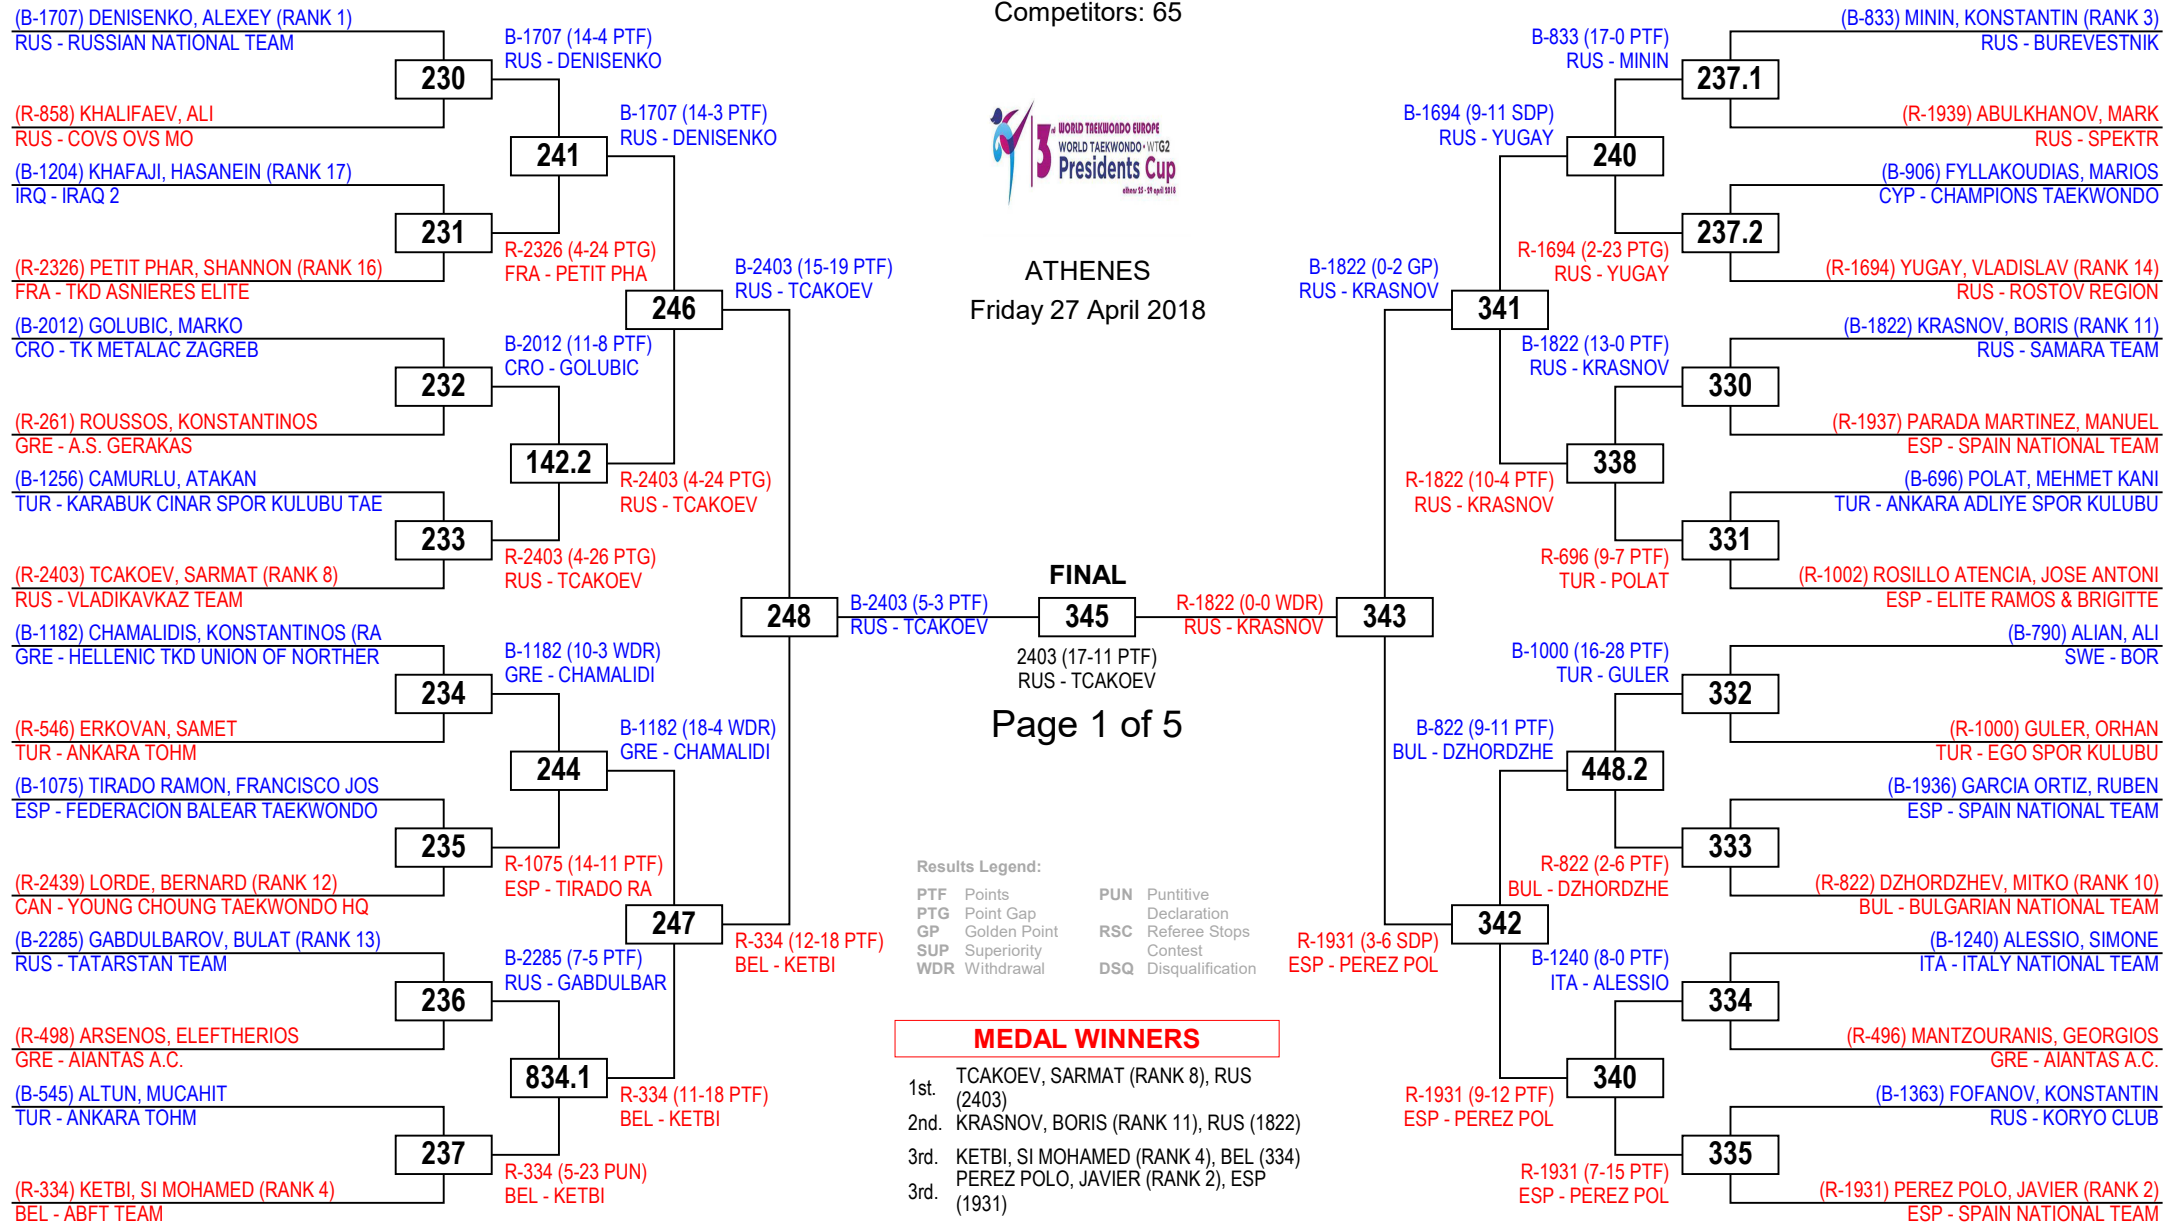 Competitors: 65
(B-1707) DENISENKO, ALEXEY (RANK 1)
RUS - RUSSIAN NATIONAL TEAM
230
(R-858) KHALIFAEV, ALI
RUS - COVS OVS MO
(B-1204) KHAFAJI, HASANEIN (RANK 17)
IRQ - IRAQ 2
231
(R-2326) PETIT PHAR, SHANNON (RANK 16)
FRA - TKD ASNIERES ELITE
(B-2012) GOLUBIC, MARKO
CRO - TK METALAC ZAGREB
232
(R-261) ROUSSOS, KONSTANTINOS
GRE - A.S. GERAKAS
(B-1256) CAMURLU, ATAKAN
TUR - KARABUK CINAR SPOR KULUBU TAE
233
(R-2403) TCAKOEV, SARMAT (RANK 8)
RUS - VLADIKAVKAZ TEAM
(B-1182) CHAMALIDIS, KONSTANTINOS (RA
GRE - HELLENIC TKD UNION OF NORTHER
234
(R-546) ERKOVAN, SAMET
TUR - ANKARA TOHM
(B-1075) TIRADO RAMON, FRANCISCO JOS
ESP - FEDERACION BALEAR TAEKWONDO
235
(R-2439) LORDE, BERNARD (RANK 12)
CAN - YOUNG CHOUNG TAEKWONDO HQ
(B-2285) GABDULBAROV, BULAT (RANK 13)
RUS - TATARSTAN TEAM
236
(R-498) ARSENOS, ELEFTHERIOS
GRE - AIANTAS A.C.
(B-545) ALTUN, MUCAHIT
TUR - ANKARA TOHM
237
(R-334) KETBI, SI MOHAMED (RANK 4)
BEL - ABFT TEAM
B-1707 (14-4 PTF)
RUS - DENISENKO
241
R-2326 (4-24 PTG)
FRA - PETIT PHA
B-2012 (11-8 PTF)
CRO - GOLUBIC
142.2
R-2403 (4-26 PTG)
RUS - TCAKOEV
B-1182 (10-3 WDR)
GRE - CHAMALIDI
244
R-1075 (14-11 PTF)
ESP - TIRADO RA
B-2285 (7-5 PTF)
RUS - GABDULBAR
834.1
R-334 (5-23 PUN)
BEL - KETBI
B-1707 (14-3 PTF)
RUS - DENISENKO
246
R-2403 (4-24 PTG)
RUS - TCAKOEV
B-1182 (18-4 WDR)
GRE - CHAMALIDI
247
R-334 (11-18 PTF)
BEL - KETBI
B-2403 (15-19 PTF)
RUS - TCAKOEV
248
R-334 (12-18 PTF)
BEL - KETBI
3rd WORLD TAEKWONDO EUROPE
WORLD TAEKWONDO • WTG2
Presidents Cup
athens 25 - 29 april 2018
ATHENES
Friday 27 April 2018
B-2403 (5-3 PTF)
RUS - TCAKOEV
FINAL
345
2403 (17-11 PTF)
RUS - TCAKOEV
R-1822 (0-0 WDR)
RUS - KRASNOV
Page 1 of 5
Results Legend:
PTF Points
PTG Point Gap
GP Golden Point
SUP Superiority
WDR Withdrawal
PUN Puntitive
Declaration
RSC Referee Stops
Contest
DSQ Disqualification
MEDAL WINNERS
1st. TCAKOEV, SARMAT (RANK 8), RUS
(2403)
2nd. KRASNOV, BORIS (RANK 11), RUS (1822)
3rd. KETBI, SI MOHAMED (RANK 4), BEL (334)
3rd. PEREZ POLO, JAVIER (RANK 2), ESP
(1931)
B-1822 (0-2 GP)
RUS - KRASNOV
343
R-1931 (3-6 SDP)
ESP - PEREZ POL
B-1694 (9-11 SDP)
RUS - YUGAY
341
R-1822 (10-4 PTF)
RUS - KRASNOV
B-822 (9-11 PTF)
BUL - DZHORDZHE
342
R-1931 (9-12 PTF)
ESP - PEREZ POL
B-833 (17-0 PTF)
RUS - MININ
240
R-1694 (2-23 PTG)
RUS - YUGAY
B-1822 (13-0 PTF)
RUS - KRASNOV
338
R-696 (9-7 PTF)
TUR - POLAT
B-1000 (16-28 PTF)
TUR - GULER
448.2
R-822 (2-6 PTF)
BUL - DZHORDZHE
B-1240 (8-0 PTF)
ITA - ALESSIO
340
R-1931 (7-15 PTF)
ESP - PEREZ POL
(B-833) MININ, KONSTANTIN (RANK 3)
RUS - BUREVESTNIK
237.1
(R-1939) ABULKHANOV, MARK
RUS - SPEKTR
(B-906) FYLLAKOUDIAS, MARIOS
CYP - CHAMPIONS TAEKWONDO
237.2
(R-1694) YUGAY, VLADISLAV (RANK 14)
RUS - ROSTOV REGION
(B-1822) KRASNOV, BORIS (RANK 11)
RUS - SAMARA TEAM
330
(R-1937) PARADA MARTINEZ, MANUEL
ESP - SPAIN NATIONAL TEAM
(B-696) POLAT, MEHMET KANI
TUR - ANKARA ADLIYE SPOR KULUBU
331
(R-1002) ROSILLO ATENCIA, JOSE ANTONI
ESP - ELITE RAMOS & BRIGITTE
(B-790) ALIAN, ALI
SWE - BOR
332
(R-1000) GULER, ORHAN
TUR - EGO SPOR KULUBU
(B-1936) GARCIA ORTIZ, RUBEN
ESP - SPAIN NATIONAL TEAM
333
(R-822) DZHORDZHEV, MITKO (RANK 10)
BUL - BULGARIAN NATIONAL TEAM
(B-1240) ALESSIO, SIMONE
ITA - ITALY NATIONAL TEAM
334
(R-496) MANTZOURANIS, GEORGIOS
GRE - AIANTAS A.C.
(B-1363) FOFANOV, KONSTANTIN
RUS - KORYO CLUB
335
(R-1931) PEREZ POLO, JAVIER (RANK 2)
ESP - SPAIN NATIONAL TEAM